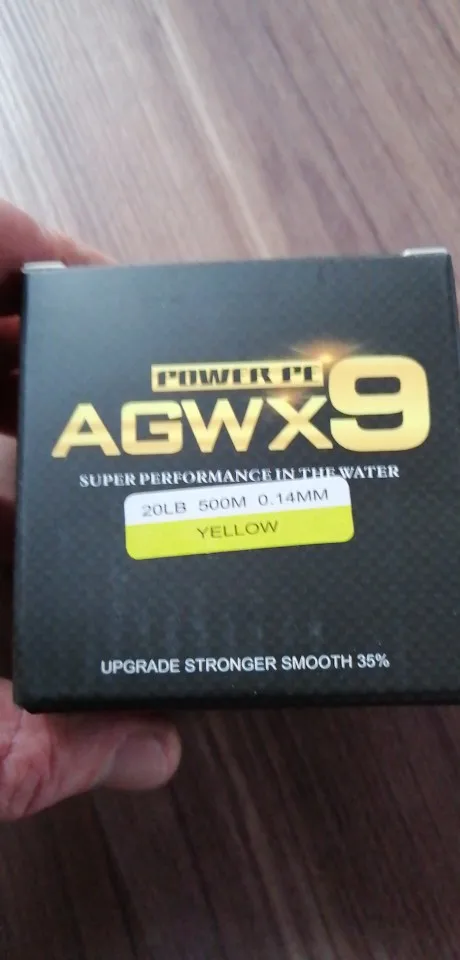 POWER PE
AGWX9
SUPER PERFORMANCE IN THE WATER
20LB 500M 0.14MM
YELLOW
UPGRADE STRONGER SMOOTH 35%